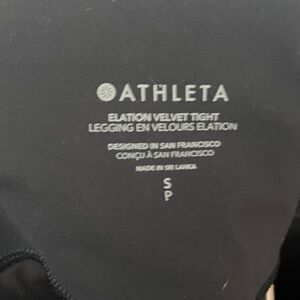 ATHLETA
ELATION VELVET TIGHT
LEGGING EN VELOURS ELATION
DESIGNED IN SAN FRANCISCO
CONÇU À SAN FRANCISCO
MADE IN SRI LANKA
S
P